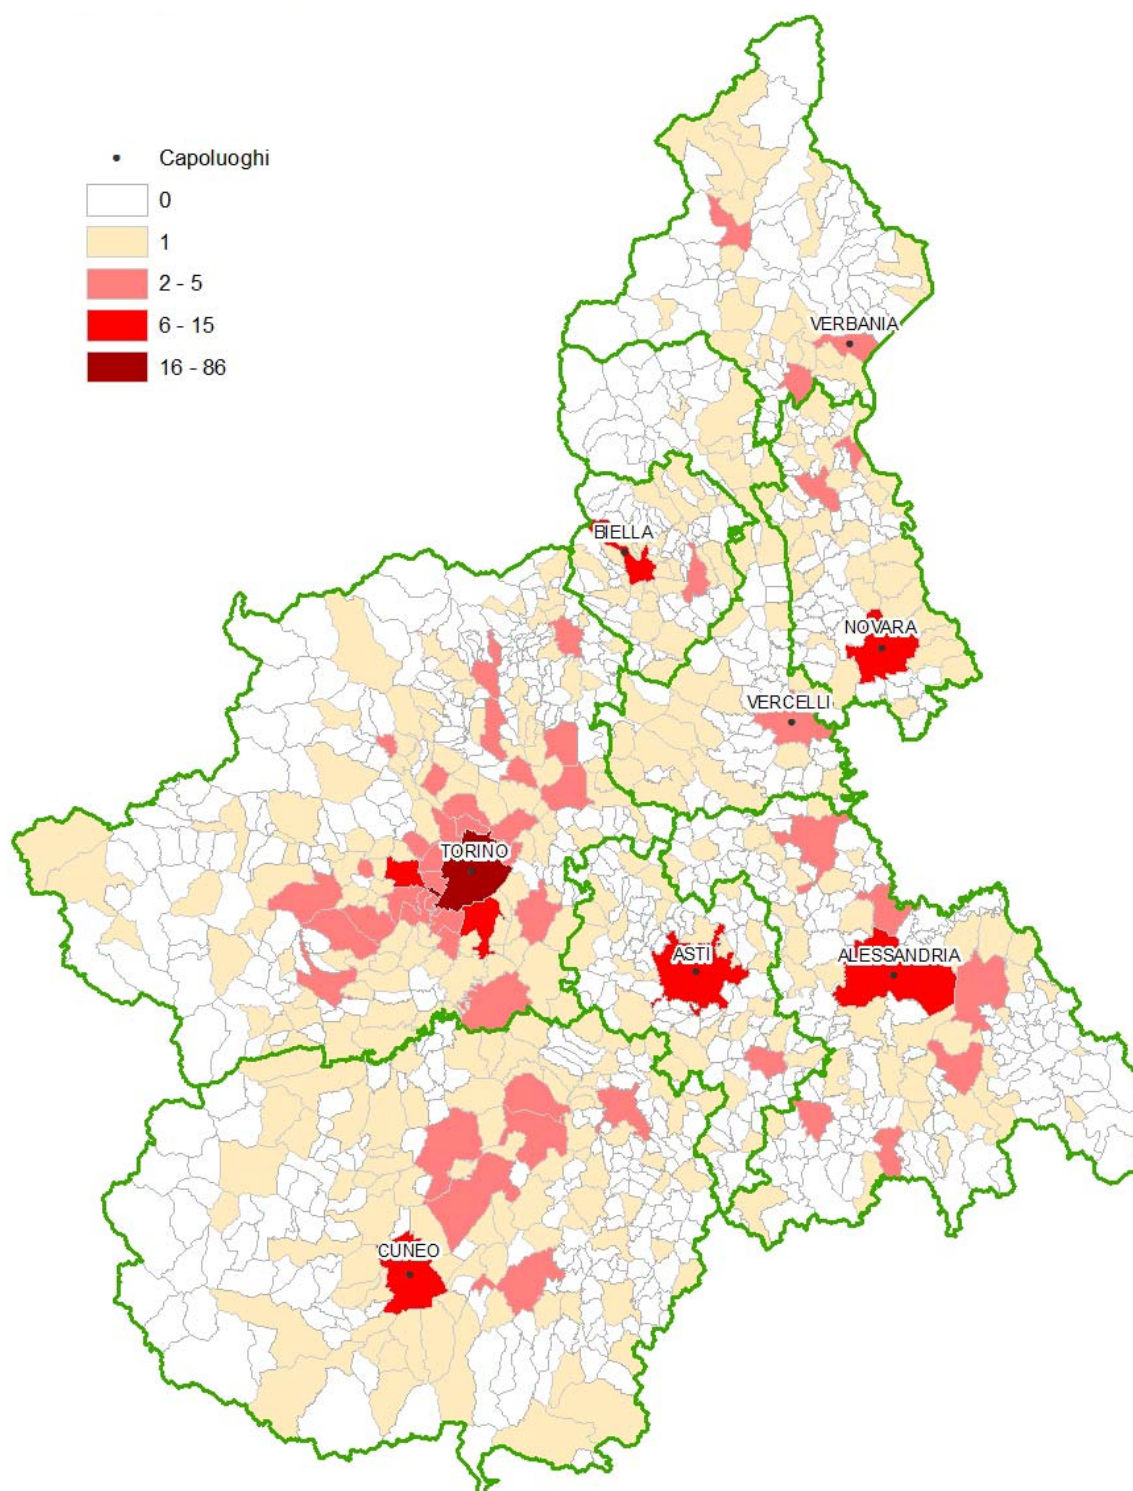 Capoluoghi
0
1
2 - 5
6 - 15
16 - 86
VERBANIA
BIELLA
NOVARA
VERCELLI
TORINO
ASTI
ALESSANDRIA
CUNEO